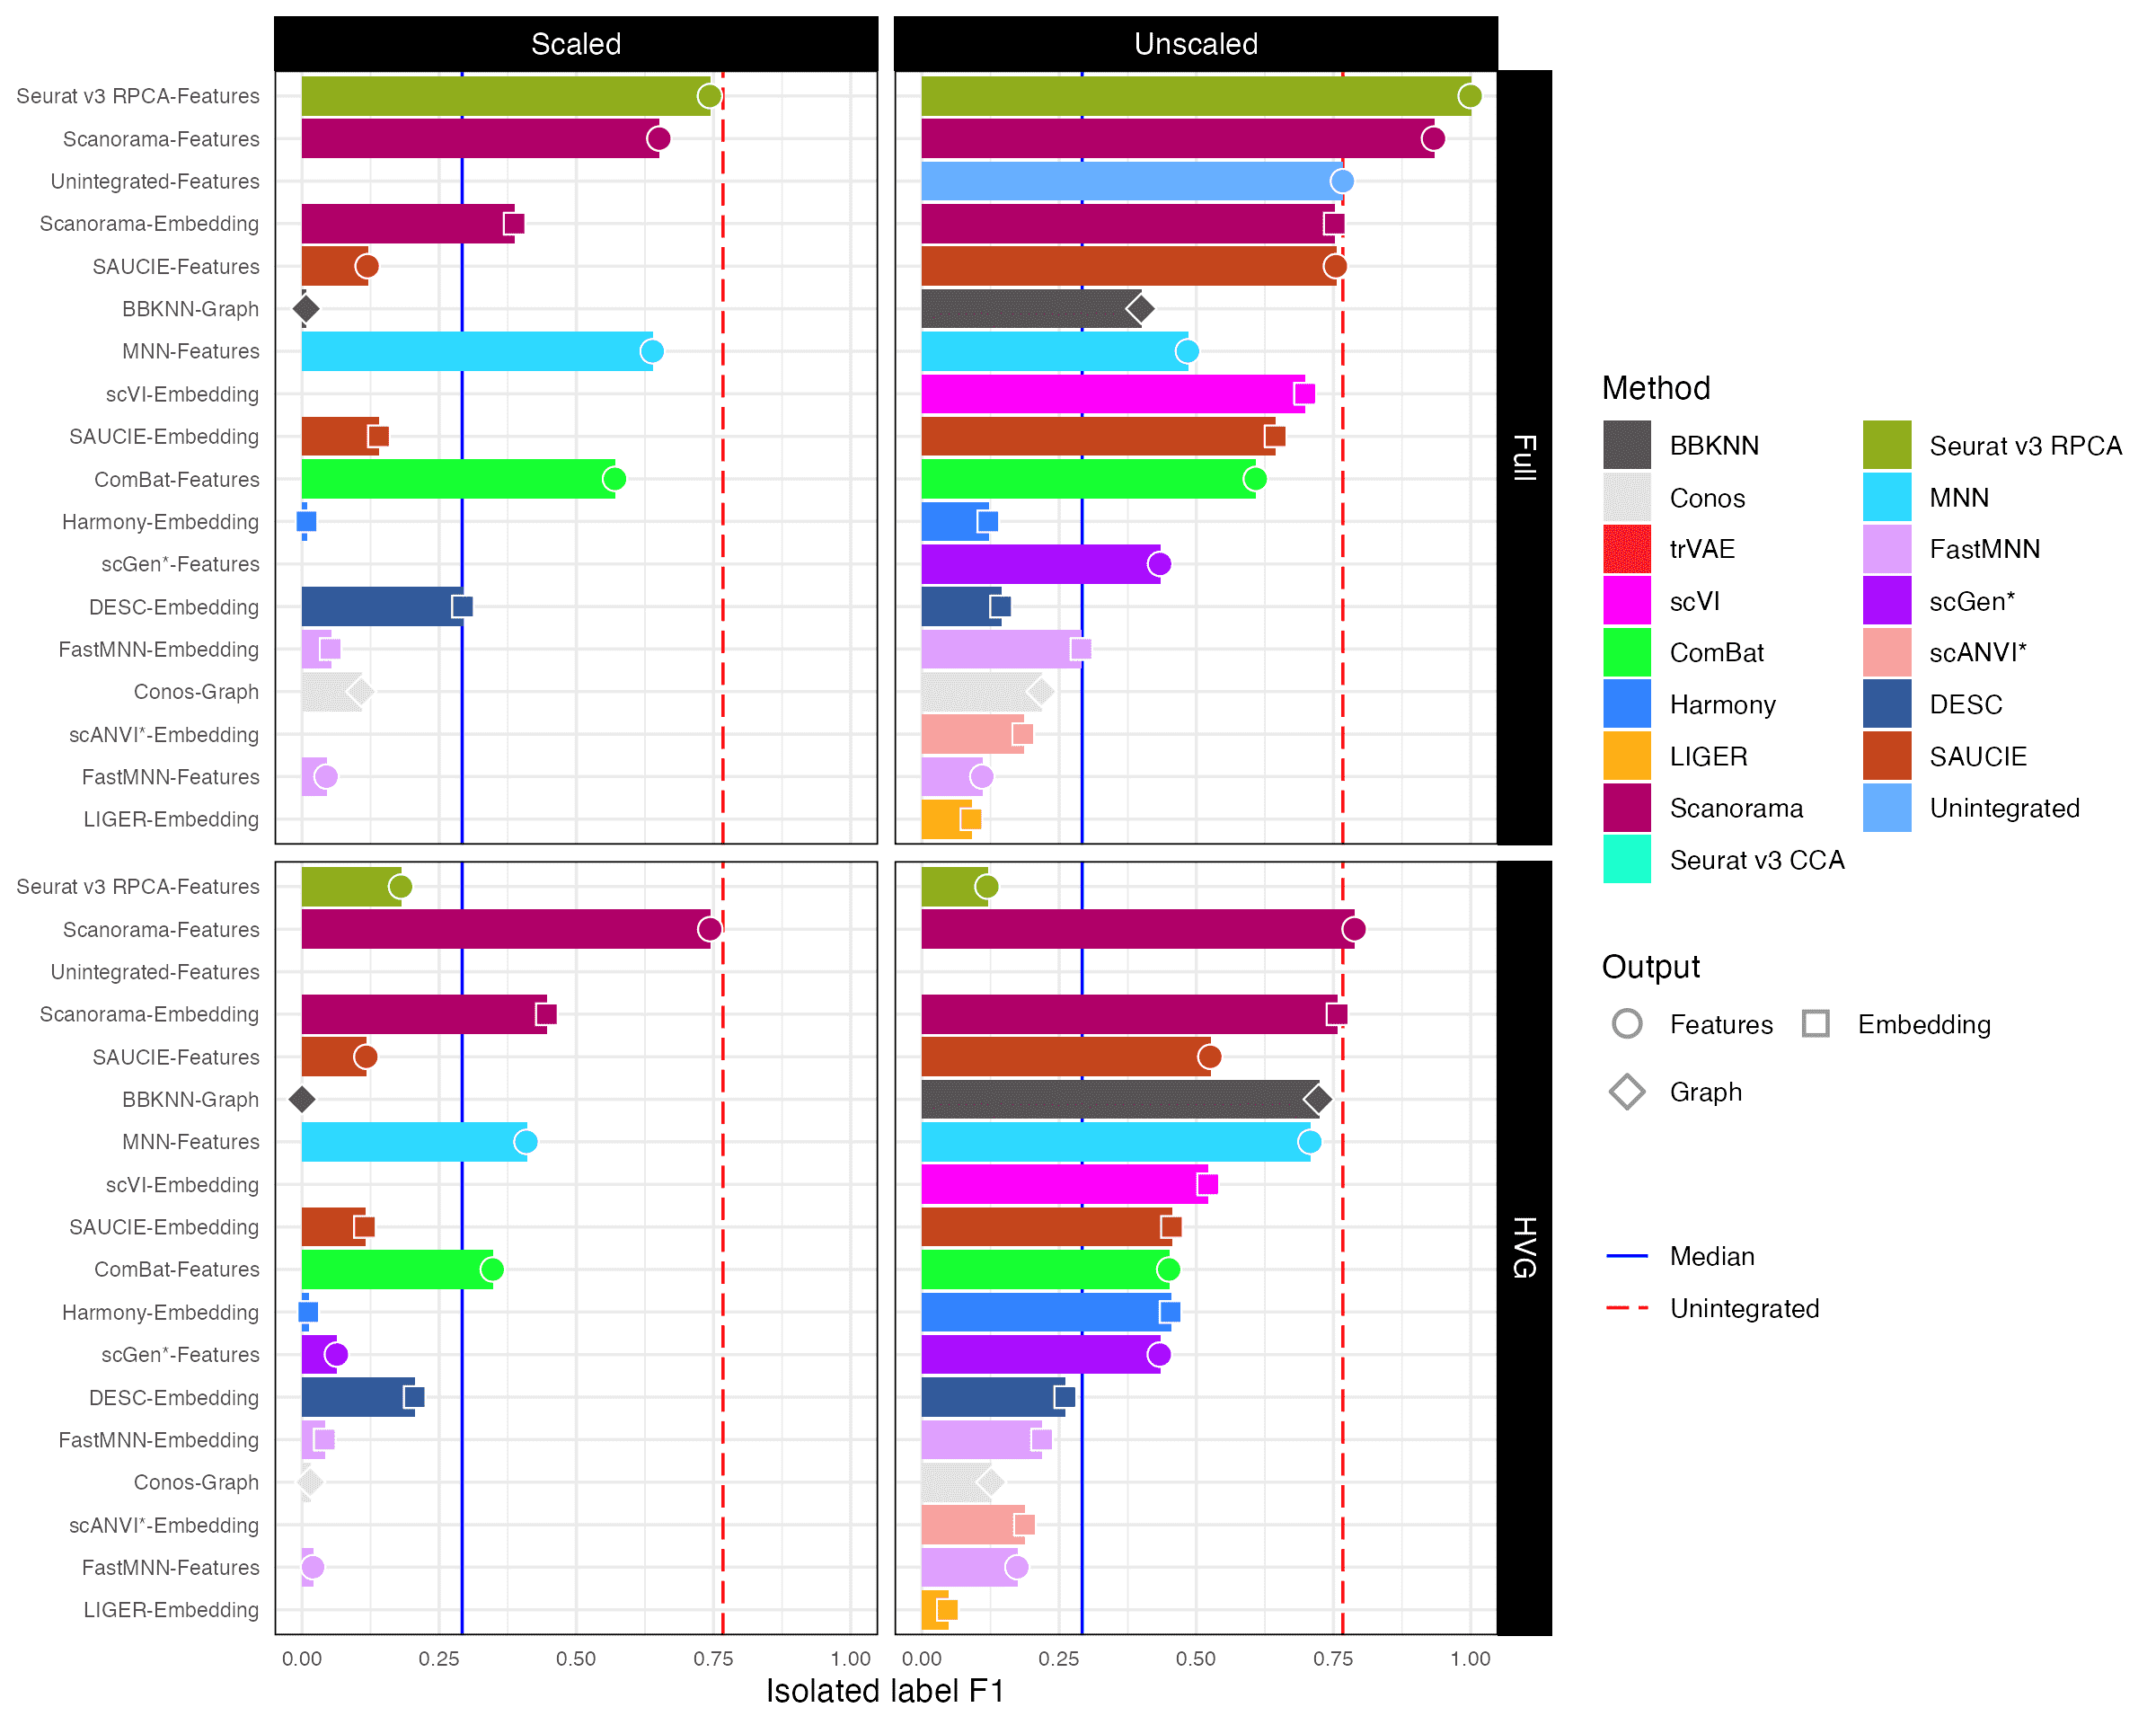 Scaled
Unscaled
Full
Seurat v3 RPCA-Features
Scanorama-Features
Unintegrated-Features
Scanorama-Embedding
SAUCIE-Features
BBKNN-Graph
MNN-Features
scVI-Embedding
SAUCIE-Embedding
ComBat-Features
Harmony-Embedding
scGen*-Features
DESC-Embedding
FastMNN-Embedding
Conos-Graph
scANVI*-Embedding
FastMNN-Features
LIGER-Embedding
HVG
Seurat v3 RPCA-Features
Scanorama-Features
Unintegrated-Features
Scanorama-Embedding
SAUCIE-Features
BBKNN-Graph
MNN-Features
scVI-Embedding
SAUCIE-Embedding
ComBat-Features
Harmony-Embedding
scGen*-Features
DESC-Embedding
FastMNN-Embedding
Conos-Graph
scANVI*-Embedding
FastMNN-Features
LIGER-Embedding
0.00 0.25 0.50 0.75 1.00 0.00 0.25 0.50 0.75 1.00
Isolated label F1
Method
BBKNN
Conos
trVAE
scVI
ComBat
Harmony
LIGER
Scanorama
Seurat v3 CCA
Seurat v3 RPCA
MNN
FastMNN
scGen*
scANVI*
DESC
SAUCIE
Unintegrated
Output
Features Embedding
Graph
Median
Unintegrated